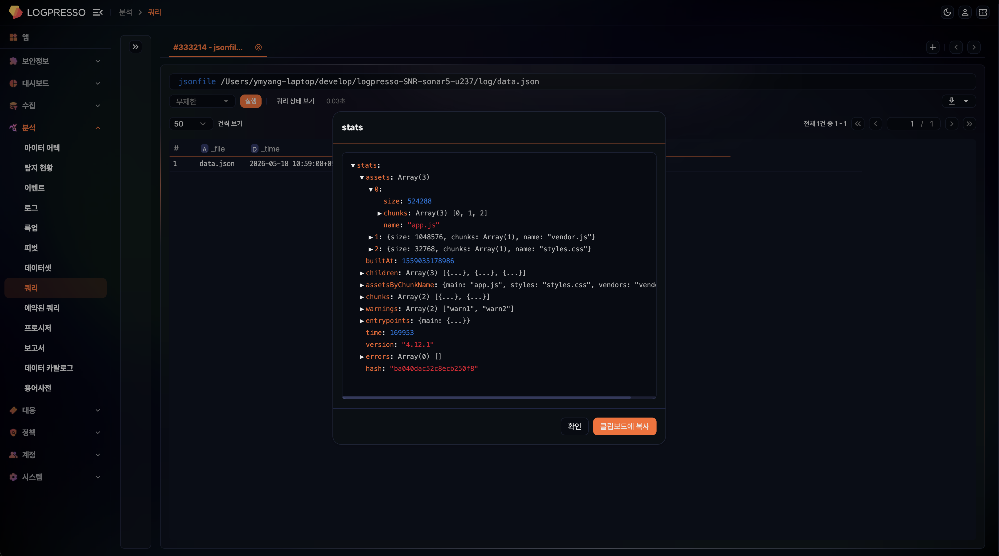 LOGPRESSO
분석 > 쿼리
앱
보안정보
대시보드
수집
분석
마이터 어택
탐지 현황
이벤트
로그
룩업
피벗
데이터셋
쿼리
예약된 쿼리
프로시저
보고서
데이터 카탈로그
용어사전
대응
정책
계정
시스템
#333214 - jsonfil...
jsonfile /Users/ymyang-laptop/develop/logpresso-SNR-sonar5-u237/log/data.json
무제한 실행 쿼리 상태 보기 0.03초
50 건씩 보기 전체 1건 중 1 - 1 1 / 1
# A _file D _time
1 data.json 2026-05-18 10:59:08+09
stats
▼stats:
▼assets: Array(3)
▼0:
size: 524288
▶chunks: Array(3) [0, 1, 2]
name: "app.js"
▶1: {size: 1048576, chunks: Array(1), name: "vendor.js"}
▶2: {size: 32768, chunks: Array(1), name: "styles.css"}
builtAt: 1559035178986
▶children: Array(3) [{...}, {...}, {...}]
▶assetsByChunkName: {main: "app.js", styles: "styles.css", vendors: "vend
▶chunks: Array(2) [{...}, {...}]
▶warnings: Array(2) ["warn1", "warn2"]
▶entrypoints: {main: {...}}
time: 169953
version: "4.12.1"
▶errors: Array(0) []
hash: "ba040dac52c8ecb250f8"
확인 클립보드에 복사